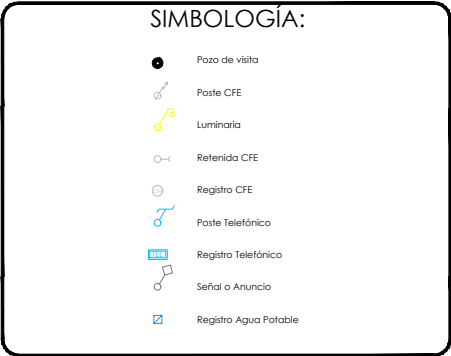 SIMBOLOGÍA:
Pozo de visita
Poste CFE
Luminaria
Retenida CFE
Registro CFE
Poste Telefónico
TEL
Registro Telefónico
Señal o Anuncio
Registro Agua Potable